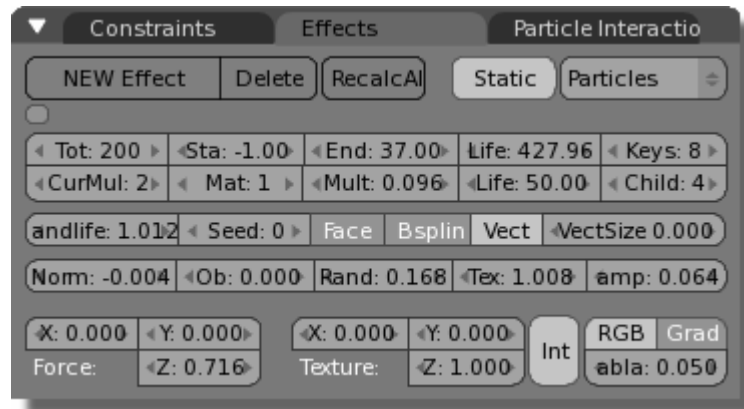 Constraints Effects Particle Interactio
NEW Effect Delete RecalcAl Static Particles
Tot: 200 Sta: -1.00 End: 37.00 Life: 427.96 Keys: 8
CurMul: 2 Mat: 1 Mult: 0.096 Life: 50.00 Child: 4
andlife: 1.012 Seed: 0 Face Bsplin Vect VectSize 0.000
Norm: -0.004 Ob: 0.000 Rand: 0.168 Tex: 1.008 amp: 0.064
X: 0.000 Y: 0.000 X: 0.000 Y: 0.000 Int RGB Grad
Force: Z: 0.716 Texture: Z: 1.000 abla: 0.050